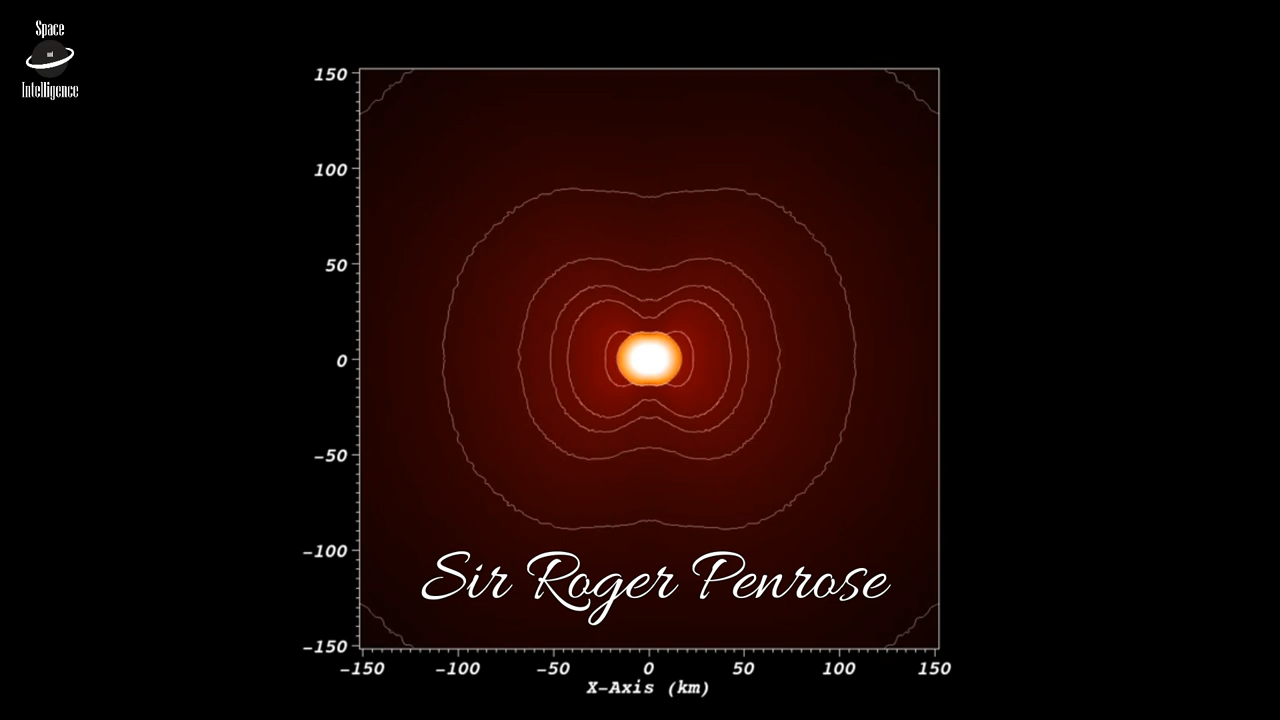 Space
and
Intelligence
150
100
50
0
-50
-100
-150
Sir Roger Penrose
-150 -100 -50 0 50 100 150
X-Axis (km)